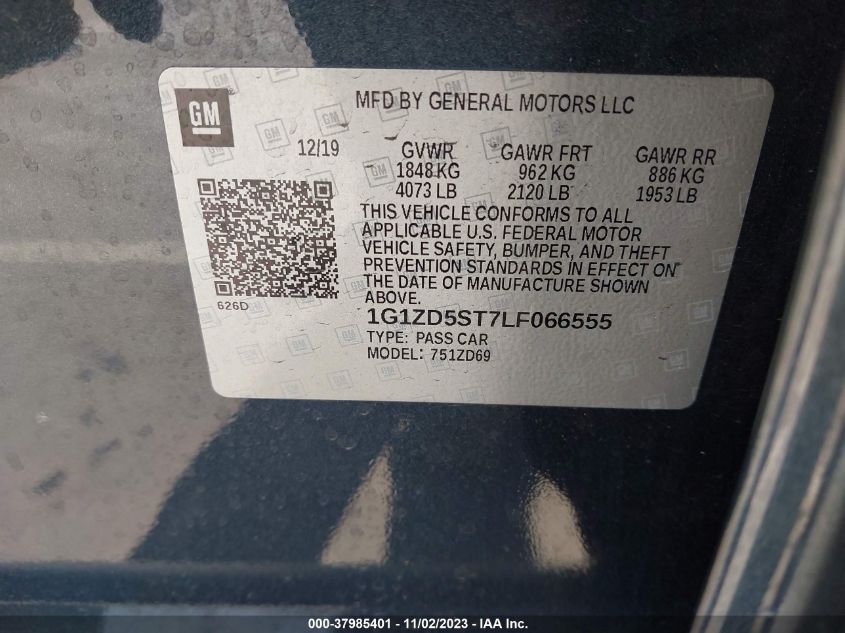 GM
MFD BY GENERAL MOTORS LLC
12/19 GVWR GAWR FRT GAWR RR
1848 KG 962 KG 886 KG
4073 LB 2120 LB 1953 LB
THIS VEHICLE CONFORMS TO ALL
APPLICABLE U.S. FEDERAL MOTOR
VEHICLE SAFETY, BUMPER, AND THEFT
PREVENTION STANDARDS IN EFFECT ON
THE DATE OF MANUFACTURE SHOWN
ABOVE.
626D
1G1ZD5ST7LF066555
TYPE: PASS CAR
MODEL: 751ZD69
000-37985401 - 11/02/2023 - IAA Inc.